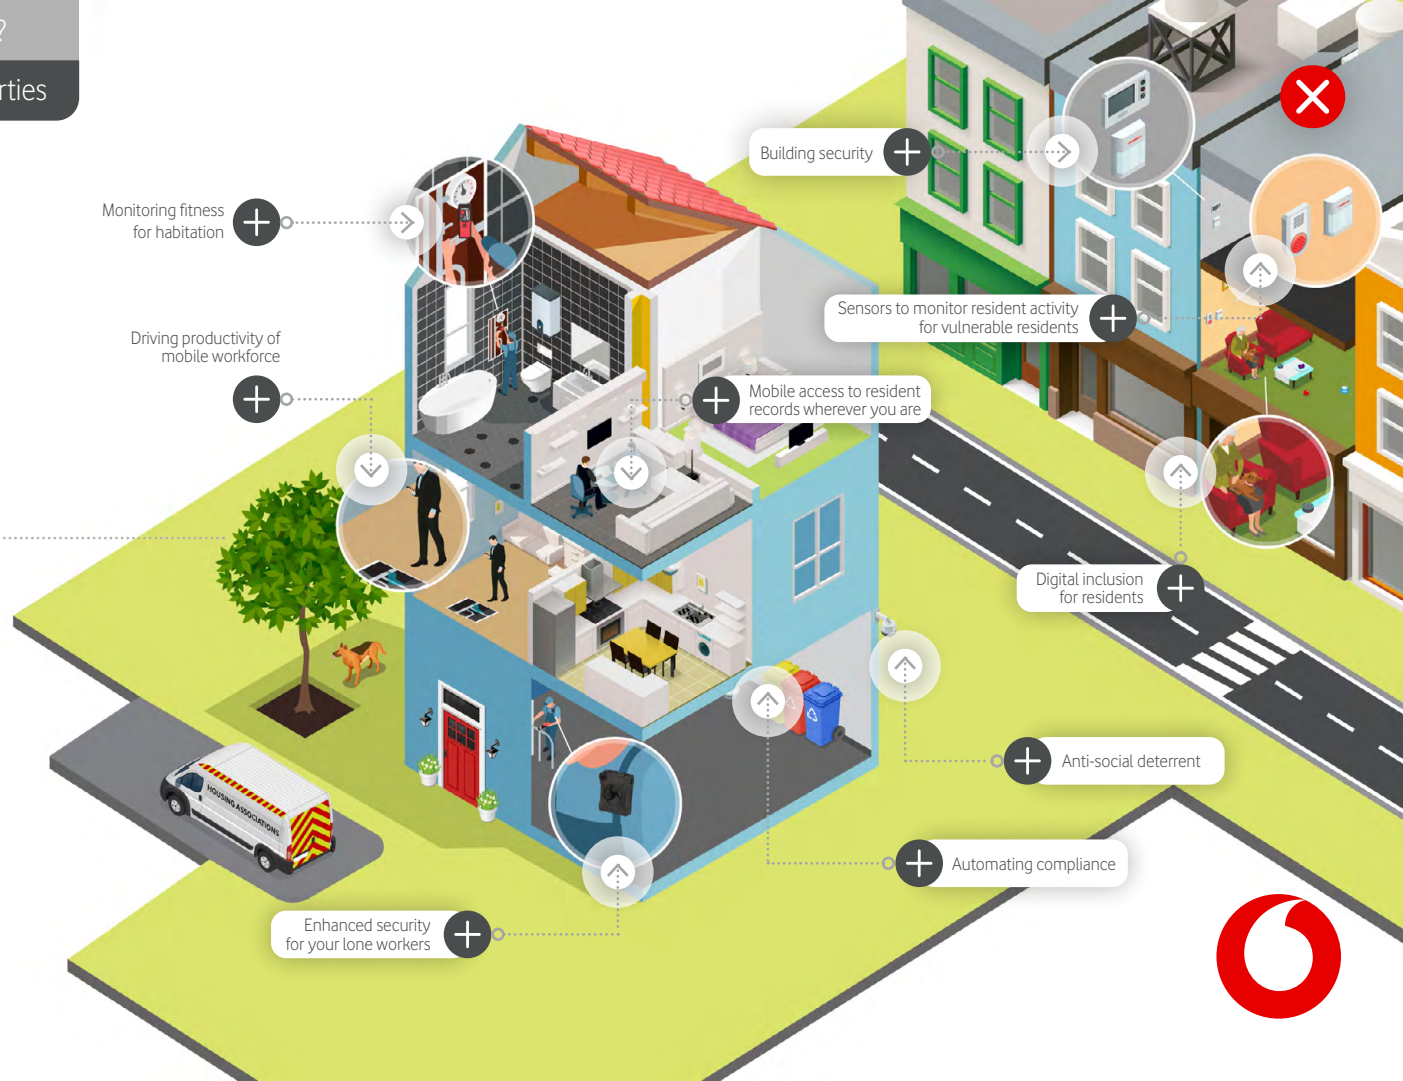 ?
rties
Building security
Monitoring fitness
for habitation
Sensors to monitor resident activity
for vulnerable residents
Driving productivity of
mobile workforce
Mobile access to resident
records wherever you are
Digital inclusion
for residents
Anti-social deterrent
HOUSING ASSOCIATIONS
Automating compliance
Enhanced security
for your lone workers